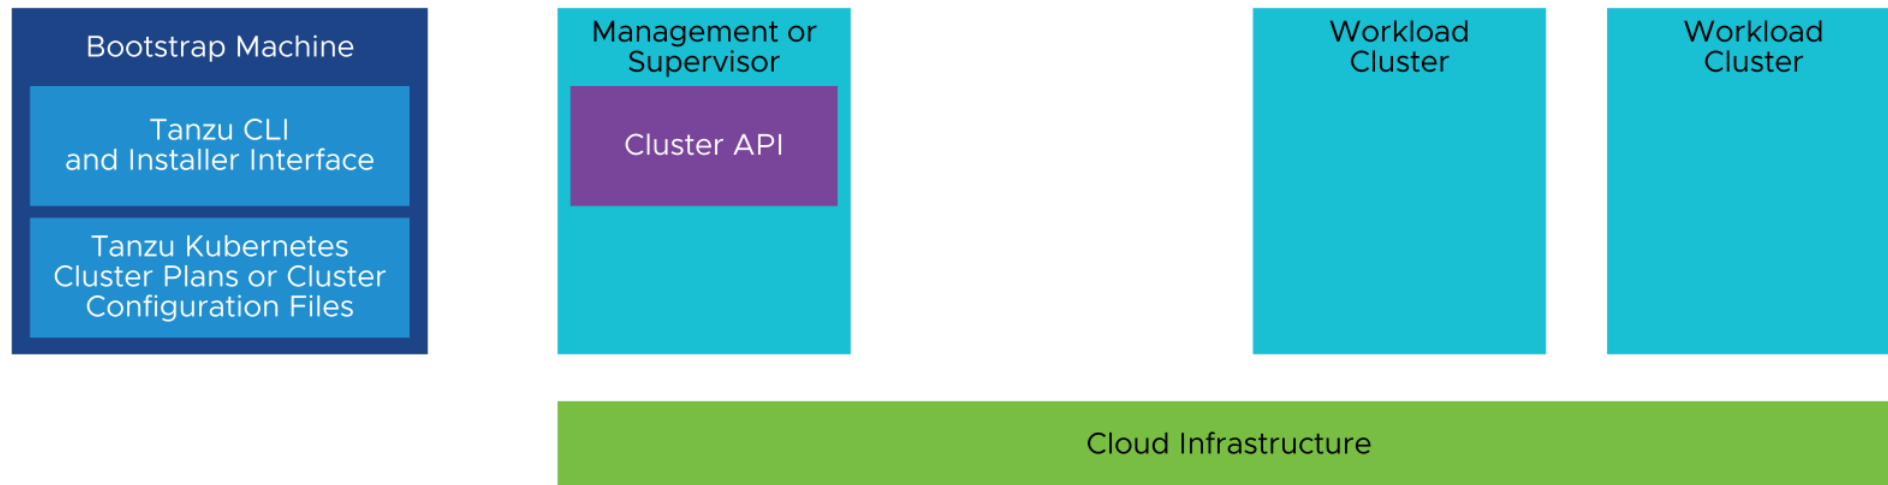 Bootstrap Machine
Tanzu CLI
and Installer Interface
Tanzu Kubernetes
Cluster Plans or Cluster
Configuration Files
Management or
Supervisor
Cluster API
Workload
Cluster
Workload
Cluster
Cloud Infrastructure